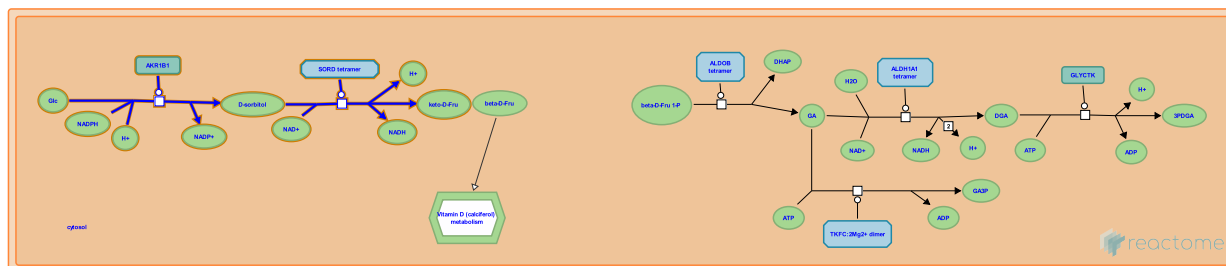 AKR1B1
Glc
NADPH
H+
NADP+
D-sorbitol
SORD tetramer
NAD+
H+
NADH
keto-D-Fru
beta-D-Fru
Vitamin D (calciferol)
metabolism
cytosol
beta-D-Fru 1-P
ALDOB
tetramer
DHAP
GA
H2O
NAD+
ALDH1A1
tetramer
NADH
2
H+
DGA
ATP
GLYCTK
H+
ADP
3PDGA
ATP
TKFC:2Mg2+ dimer
ADP
GA3P
reactome